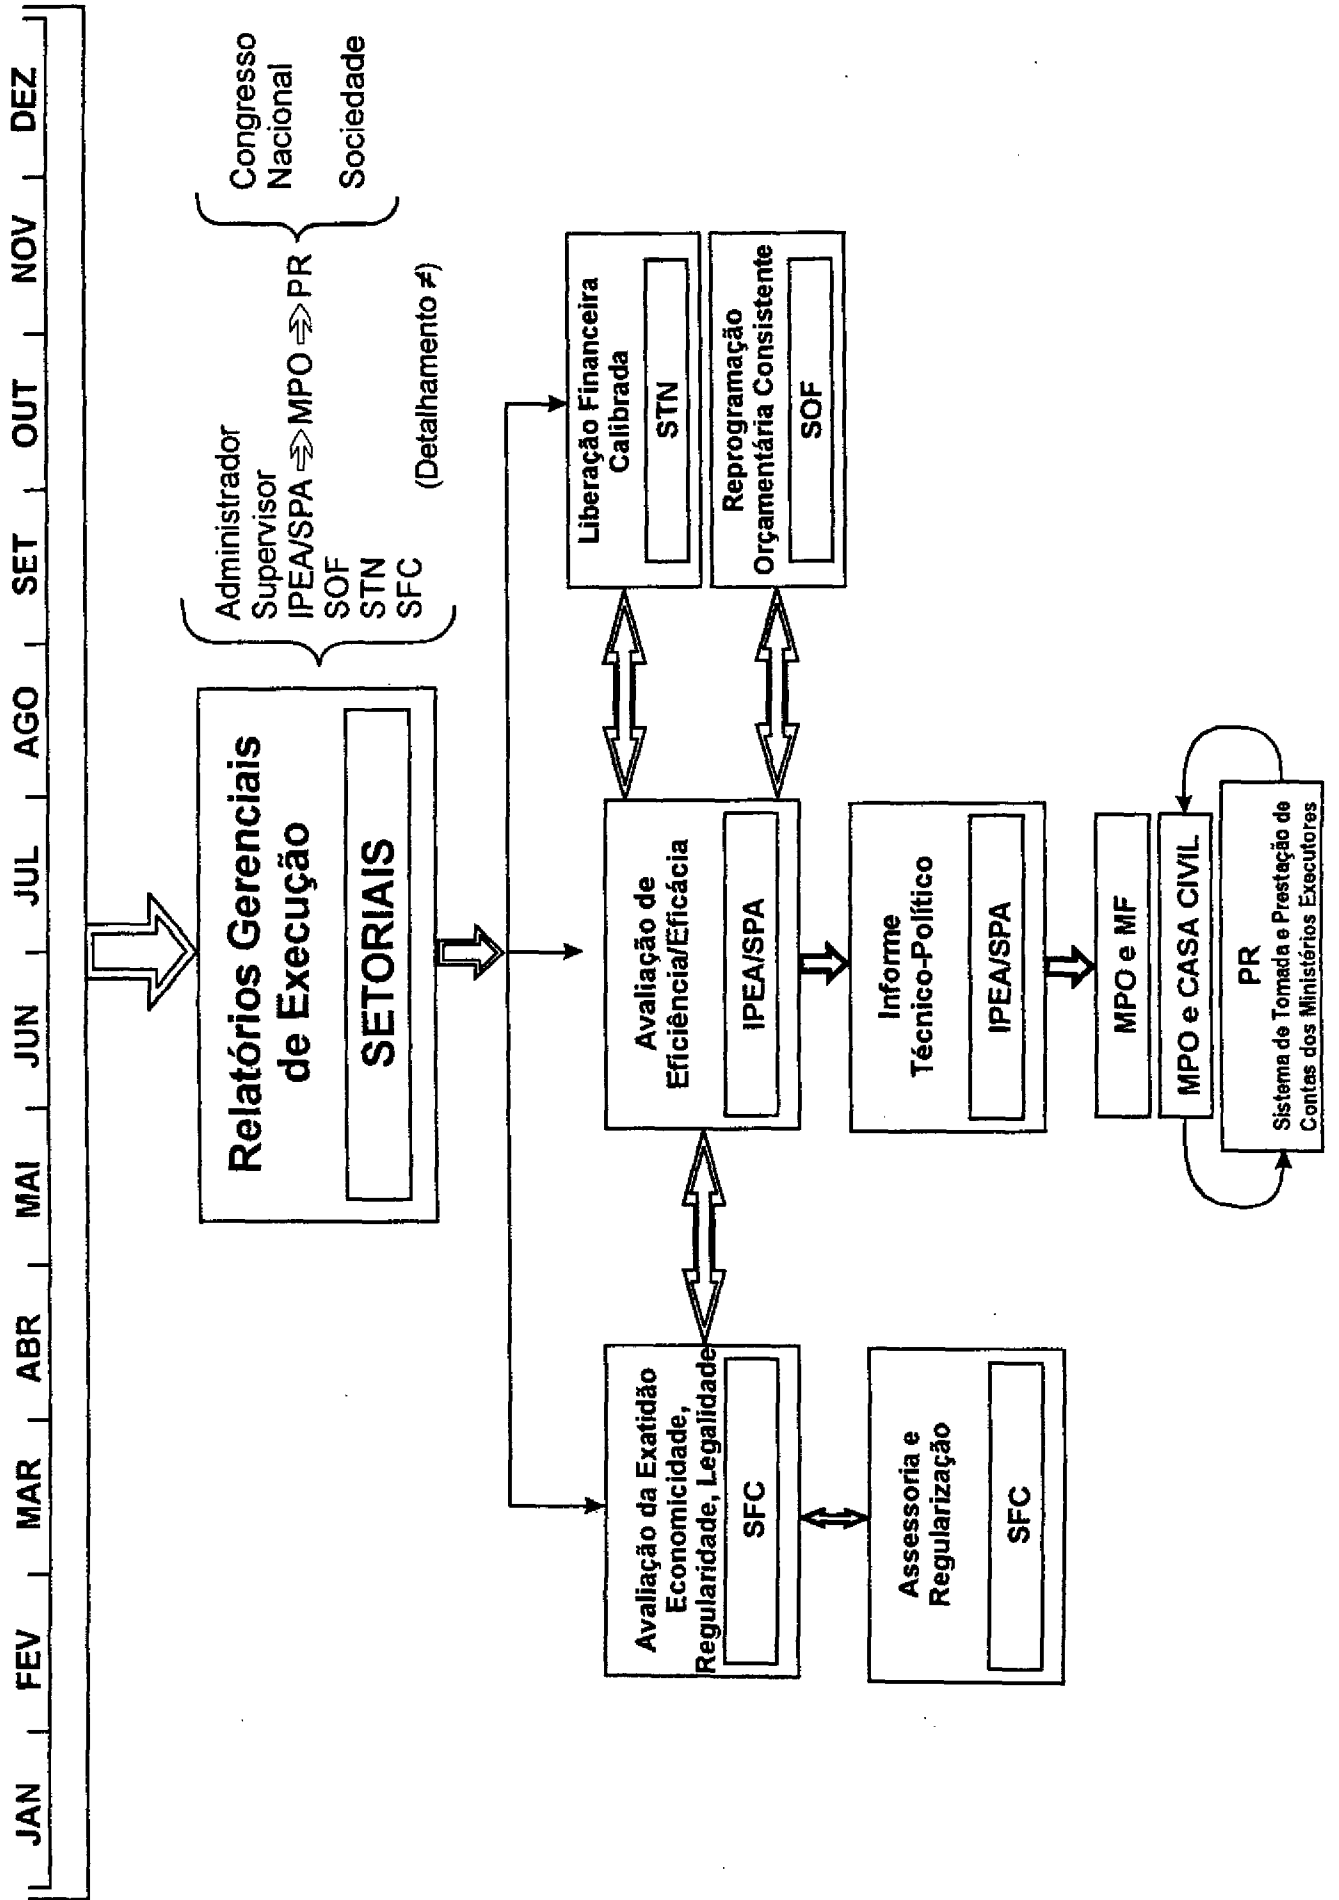 JAN | FEV | MAR | ABR | MAI | JUN | JUL | AGO | SET | OUT | NOV | DEZ
Relatórios Gerenciais
de Execução
SETORIAIS
Administrador
Supervisor
IPEA/SPA ⇒ MPO ⇒ PR
SOF
STN
SFC
(Detalhamento ≠)
Congresso
Nacional
Sociedade
Avaliação da Exatidão
Economicidade,
Regularidade, Legalidade
SFC
Avaliação de
Eficiência/Eficácia
IPEA/SPA
Liberação Financeira
Calibrada
STN
Reprogramação
Orçamentária Consistente
SOF
Assessoria e
Regularização
SFC
Informe
Técnico-Político
IPEA/SPA
MPO e MF
MPO e CASA CIVIL
PR
Sistema de Tomada e Prestação de
Contas dos Ministérios Executores